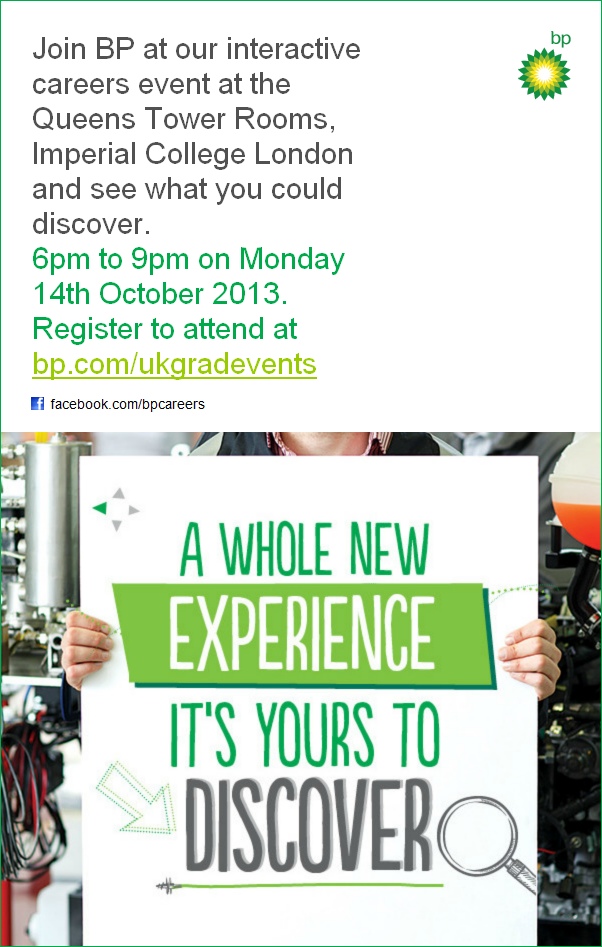 bp
Join BP at our interactive
careers event at the
Queens Tower Rooms,
Imperial College London
and see what you could
discover.
6pm to 9pm on Monday
14th October 2013.
Register to attend at
bp.com/ukgradevents
f facebook.com/bpcareers
A WHOLE NEW
EXPERIENCE
IT'S YOURS TO
DISCOVER